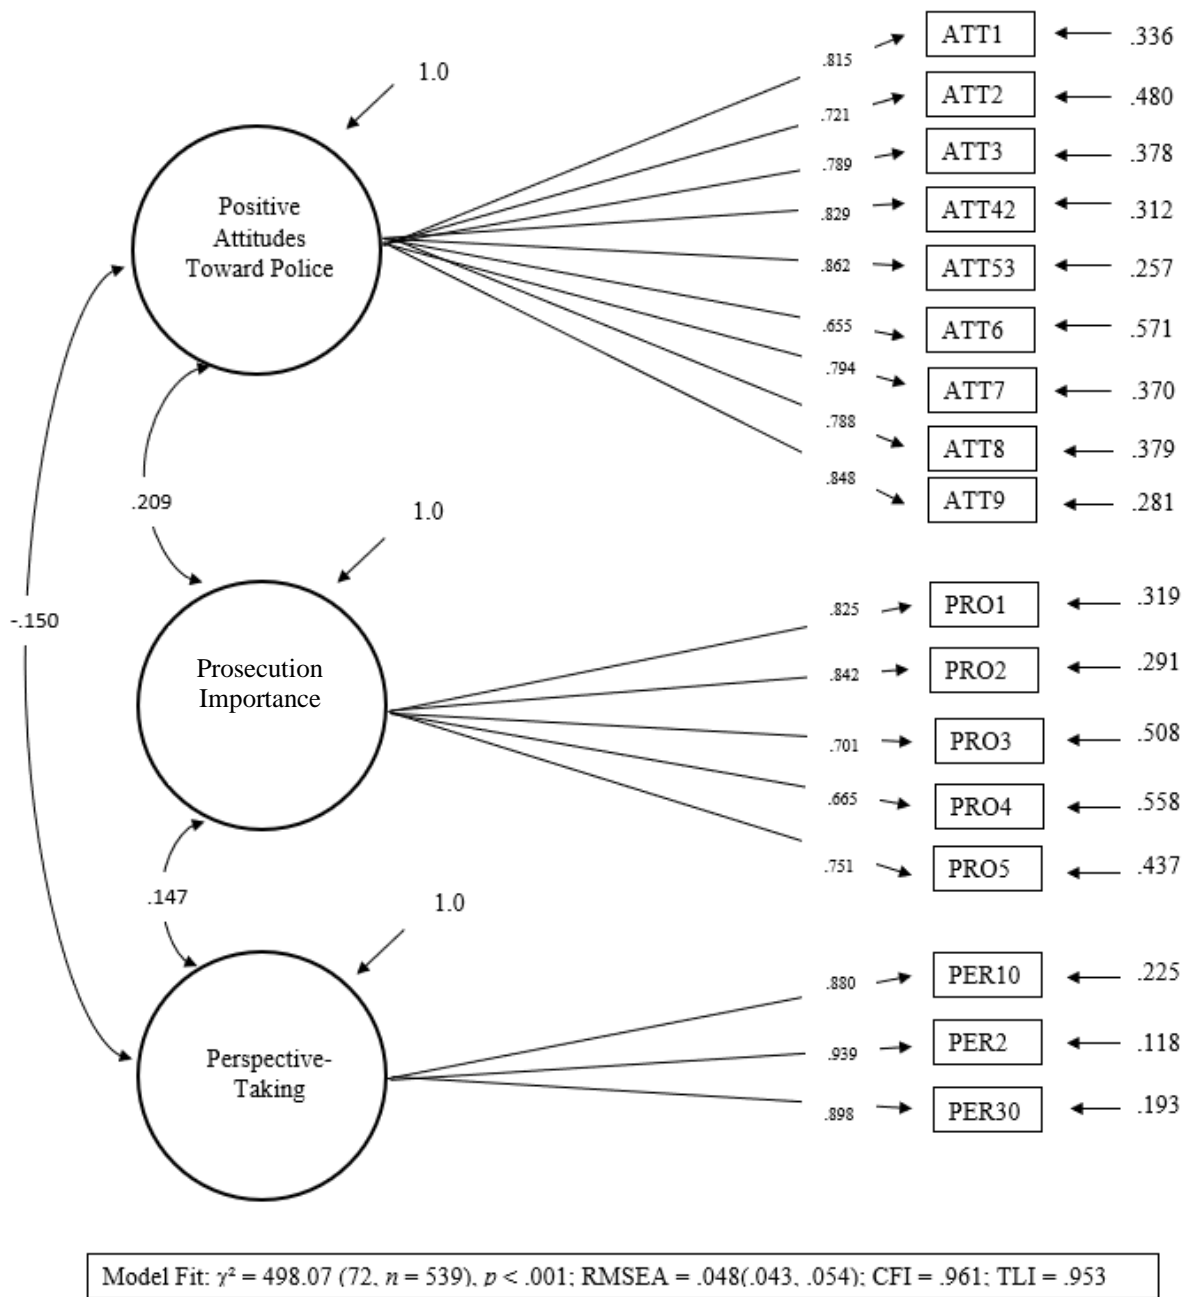 1.0
Positive
Attitudes
Toward Police
.815
ATT1
.336
.721
ATT2
.480
.789
ATT3
.378
.829
ATT42
.312
.862
ATT53
.257
.655
ATT6
.571
.794
ATT7
.370
.788
ATT8
.379
.848
ATT9
.281
.209
-.150
1.0
Prosecution
Importance
.825
PRO1
.319
.842
PRO2
.291
.701
PRO3
.508
.665
PRO4
.558
.751
PRO5
.437
.147
1.0
Perspective-
Taking
.880
PER10
.225
.939
PER2
.118
.898
PER30
.193
Model Fit: χ² = 498.07 (72, n = 539), p < .001; RMSEA = .048(.043, .054); CFI = .961; TLI = .953